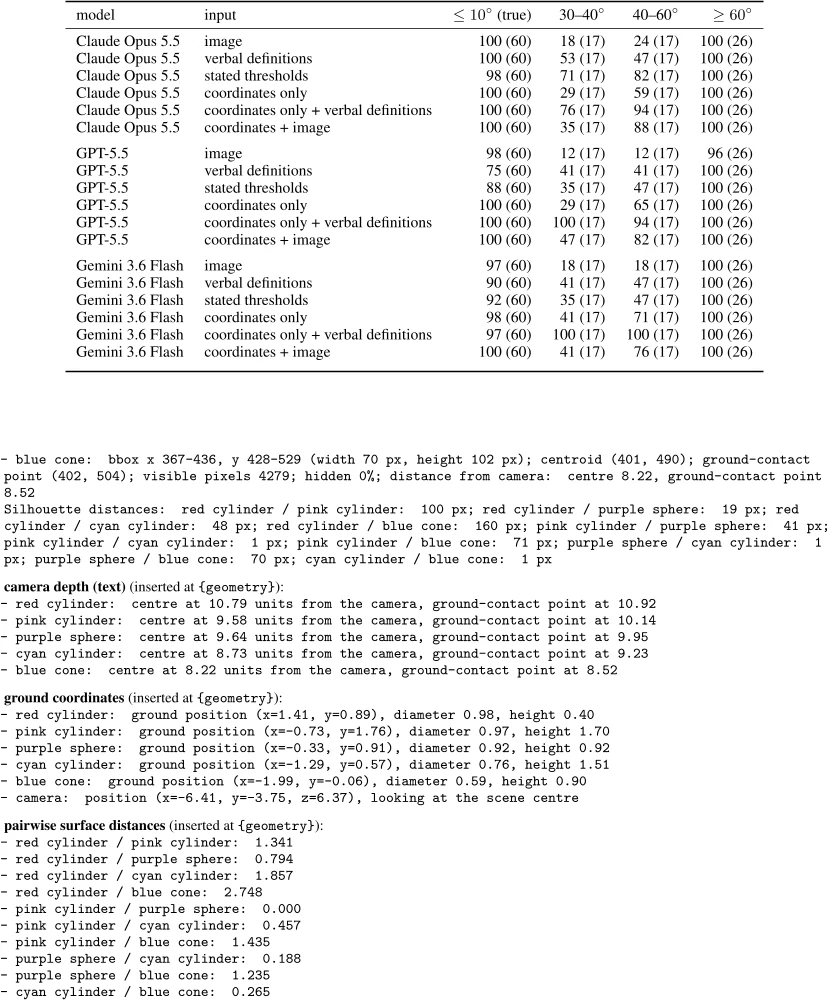 model input ≤ 10° (true) 30–40° 40–60° ≥ 60°
Claude Opus 5.5 image 100 (60) 18 (17) 24 (17) 100 (26)
Claude Opus 5.5 verbal definitions 100 (60) 53 (17) 47 (17) 100 (26)
Claude Opus 5.5 stated thresholds 98 (60) 71 (17) 82 (17) 100 (26)
Claude Opus 5.5 coordinates only 100 (60) 29 (17) 59 (17) 100 (26)
Claude Opus 5.5 coordinates only + verbal definitions 100 (60) 76 (17) 94 (17) 100 (26)
Claude Opus 5.5 coordinates + image 100 (60) 35 (17) 88 (17) 100 (26)
GPT-5.5 image 98 (60) 12 (17) 12 (17) 96 (26)
GPT-5.5 verbal definitions 75 (60) 41 (17) 41 (17) 100 (26)
GPT-5.5 stated thresholds 88 (60) 35 (17) 47 (17) 100 (26)
GPT-5.5 coordinates only 100 (60) 29 (17) 65 (17) 100 (26)
GPT-5.5 coordinates only + verbal definitions 100 (60) 100 (17) 94 (17) 100 (26)
GPT-5.5 coordinates + image 100 (60) 47 (17) 82 (17) 100 (26)
Gemini 3.6 Flash image 97 (60) 18 (17) 18 (17) 100 (26)
Gemini 3.6 Flash verbal definitions 90 (60) 41 (17) 47 (17) 100 (26)
Gemini 3.6 Flash stated thresholds 92 (60) 35 (17) 47 (17) 100 (26)
Gemini 3.6 Flash coordinates only 98 (60) 41 (17) 71 (17) 100 (26)
Gemini 3.6 Flash coordinates only + verbal definitions 97 (60) 100 (17) 100 (17) 100 (26)
Gemini 3.6 Flash coordinates + image 100 (60) 41 (17) 76 (17) 100 (26)
- blue cone: bbox x 367-436, y 428-529 (width 70 px, height 102 px); centroid (401, 490); ground-contact
point (402, 504); visible pixels 4279; hidden 0%; distance from camera: centre 8.22, ground-contact point
8.52
Silhouette distances: red cylinder / pink cylinder: 100 px; red cylinder / purple sphere: 19 px; red
cylinder / cyan cylinder: 48 px; red cylinder / blue cone: 160 px; pink cylinder / purple sphere: 41 px;
pink cylinder / cyan cylinder: 1 px; pink cylinder / blue cone: 71 px; purple sphere / cyan cylinder: 1
px; purple sphere / blue cone: 70 px; cyan cylinder / blue cone: 1 px
camera depth (text) (inserted at {geometry}):
- red cylinder: centre at 10.79 units from the camera, ground-contact point at 10.92
- pink cylinder: centre at 9.58 units from the camera, ground-contact point at 10.14
- purple sphere: centre at 9.64 units from the camera, ground-contact point at 9.95
- cyan cylinder: centre at 8.73 units from the camera, ground-contact point at 9.23
- blue cone: centre at 8.22 units from the camera, ground-contact point at 8.52
ground coordinates (inserted at {geometry}):
- red cylinder: ground position (x=1.41, y=0.89), diameter 0.98, height 0.40
- pink cylinder: ground position (x=-0.73, y=1.76), diameter 0.97, height 1.70
- purple sphere: ground position (x=-0.33, y=0.91), diameter 0.92, height 0.92
- cyan cylinder: ground position (x=-1.29, y=0.57), diameter 0.76, height 1.51
- blue cone: ground position (x=-1.99, y=-0.06), diameter 0.59, height 0.90
- camera: position (x=-6.41, y=-3.75, z=6.37), looking at the scene centre
pairwise surface distances (inserted at {geometry}):
- red cylinder / pink cylinder: 1.341
- red cylinder / purple sphere: 0.794
- red cylinder / cyan cylinder: 1.857
- red cylinder / blue cone: 2.748
- pink cylinder / purple sphere: 0.000
- pink cylinder / cyan cylinder: 0.457
- pink cylinder / blue cone: 1.435
- purple sphere / cyan cylinder: 0.188
- purple sphere / blue cone: 1.235
- cyan cylinder / blue cone: 0.265